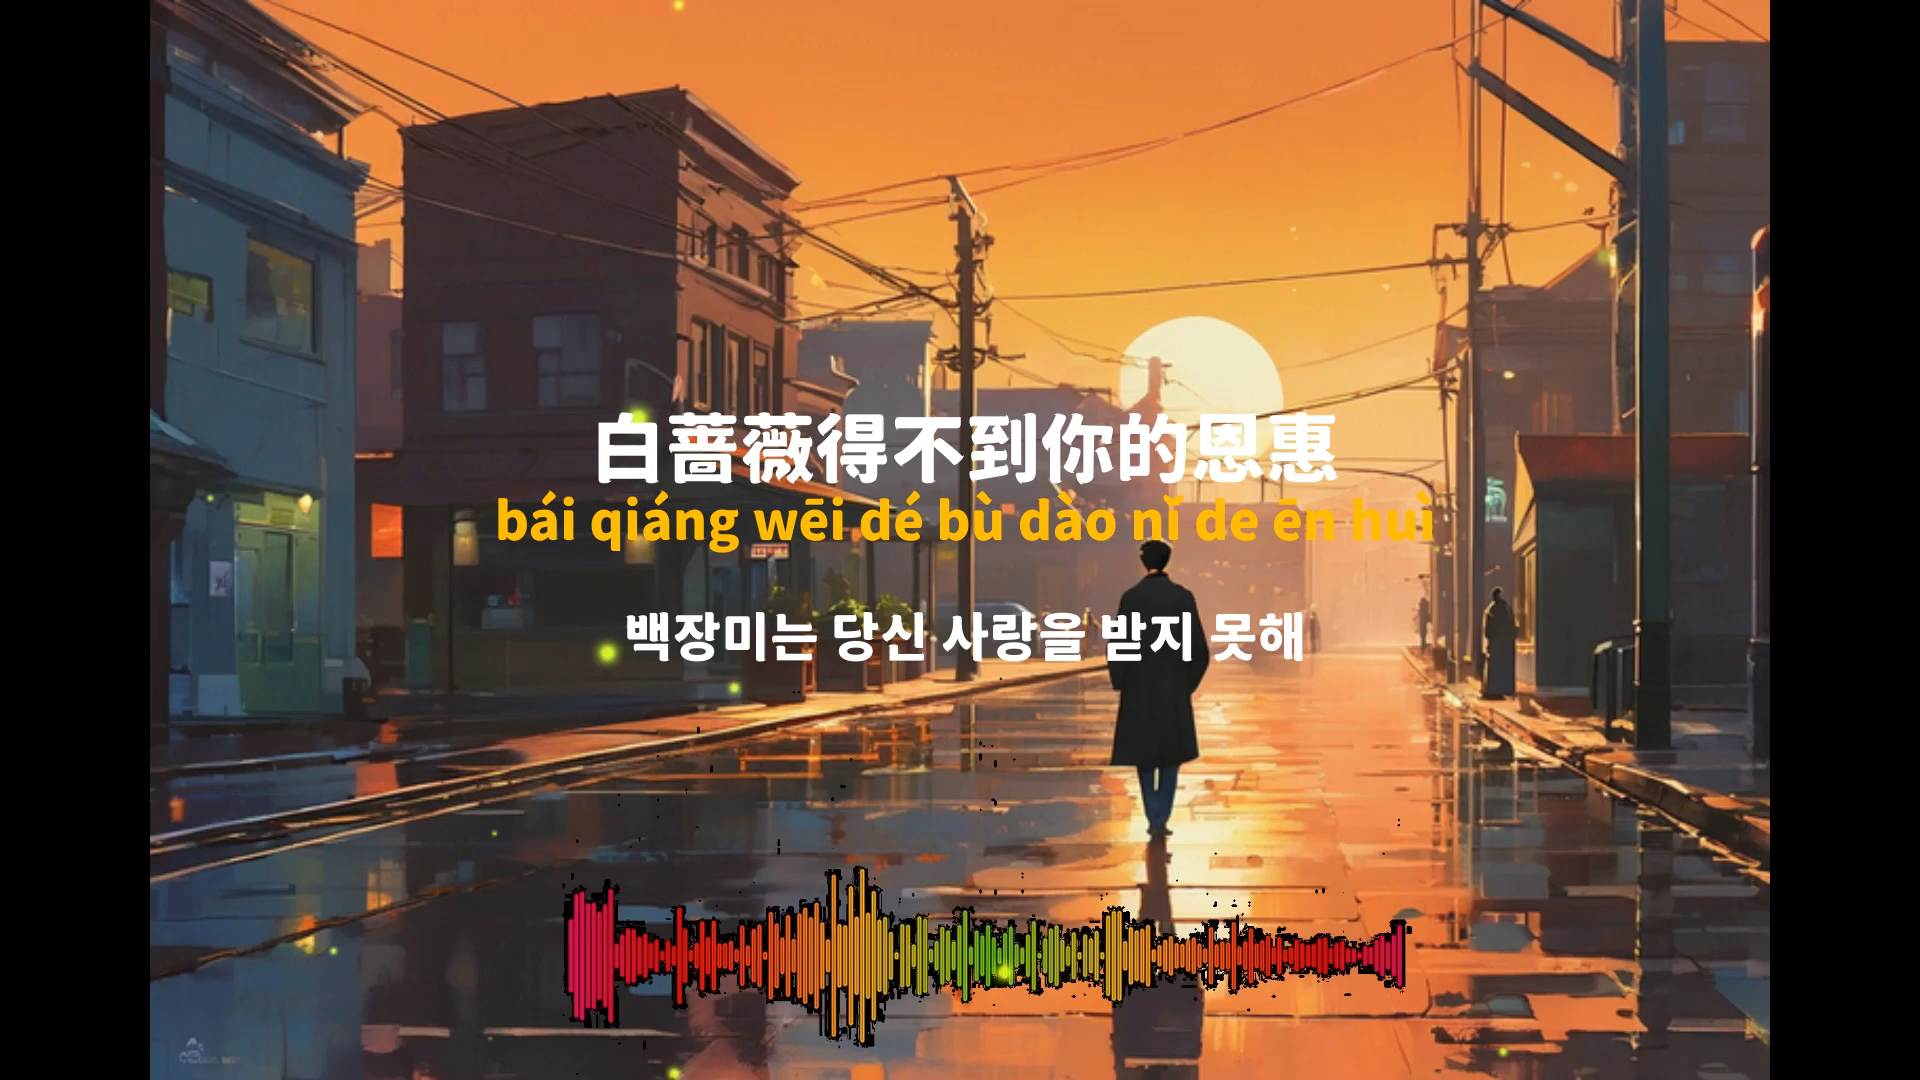 白蔷薇得不到你的恩惠
bái qiáng wēi dé bù dào nǐ de ēn huì
백장미는 당신 사랑을 받지 못해